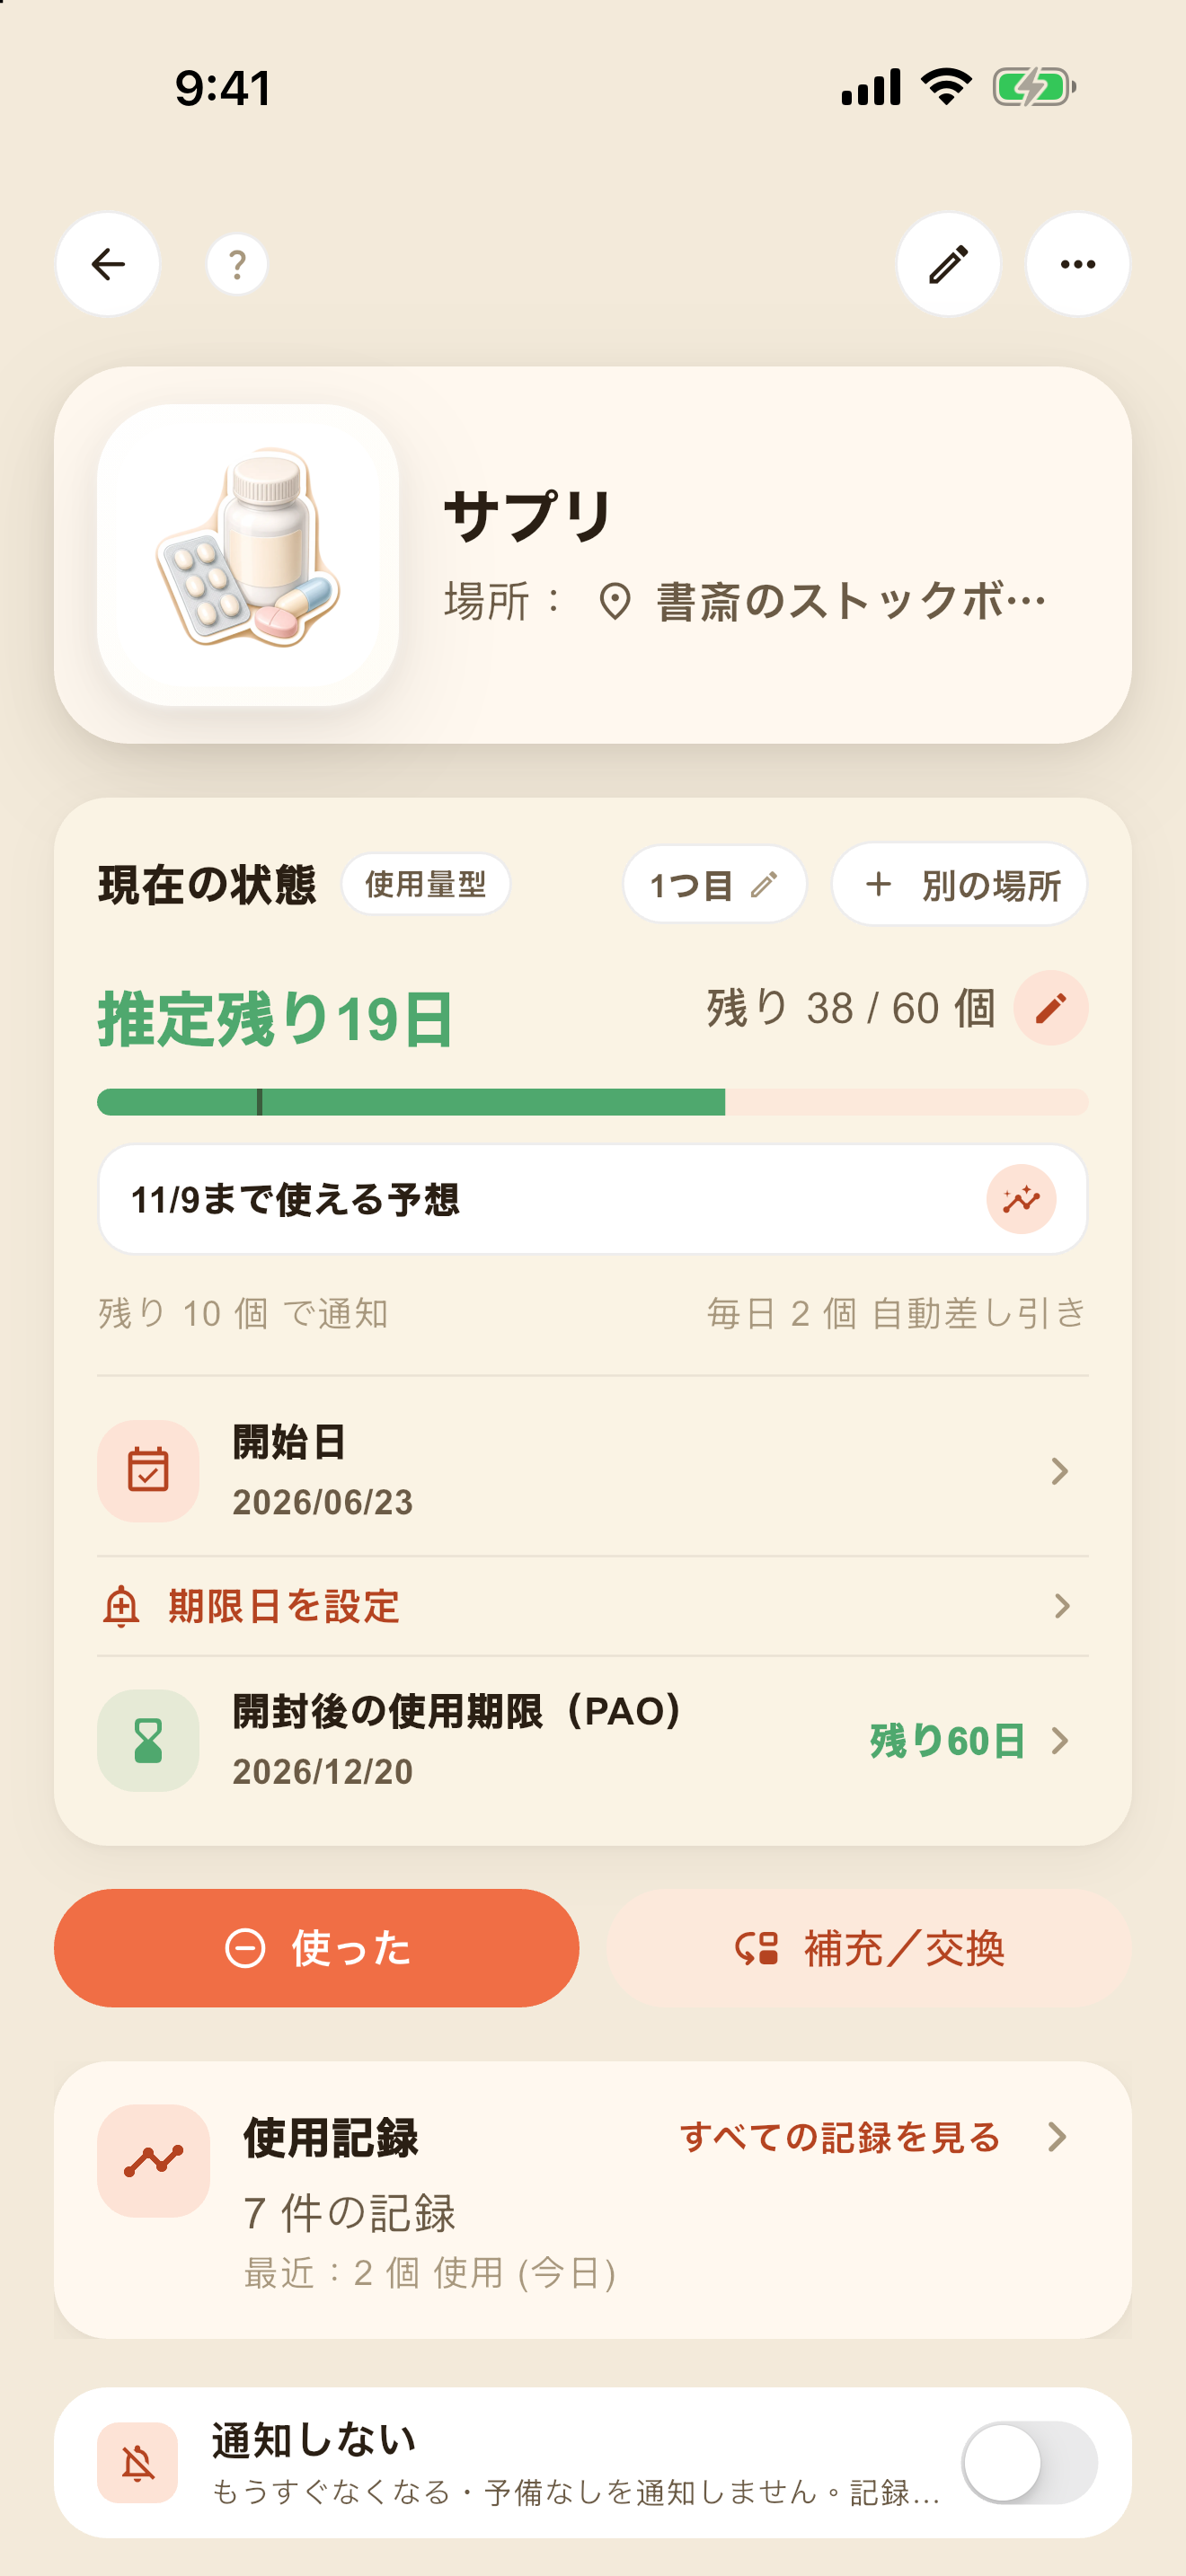 9:41
?
サプリ
場所： 書斎のストックボ…
現在の状態 使用量型 1つ目 + 別の場所
推定残り19日 残り 38 / 60 個
11/9まで使える予想
残り 10 個 で通知 毎日 2 個 自動差し引き
開始日
2026/06/23
期限日を設定
開封後の使用期限（PAO）
2026/12/20
残り60日
使った 補充／交換
使用記録 すべての記録を見る
7 件の記録
最近：2 個 使用 (今日)
通知しない
もうすぐなくなる・予備なしを通知しません。記録…